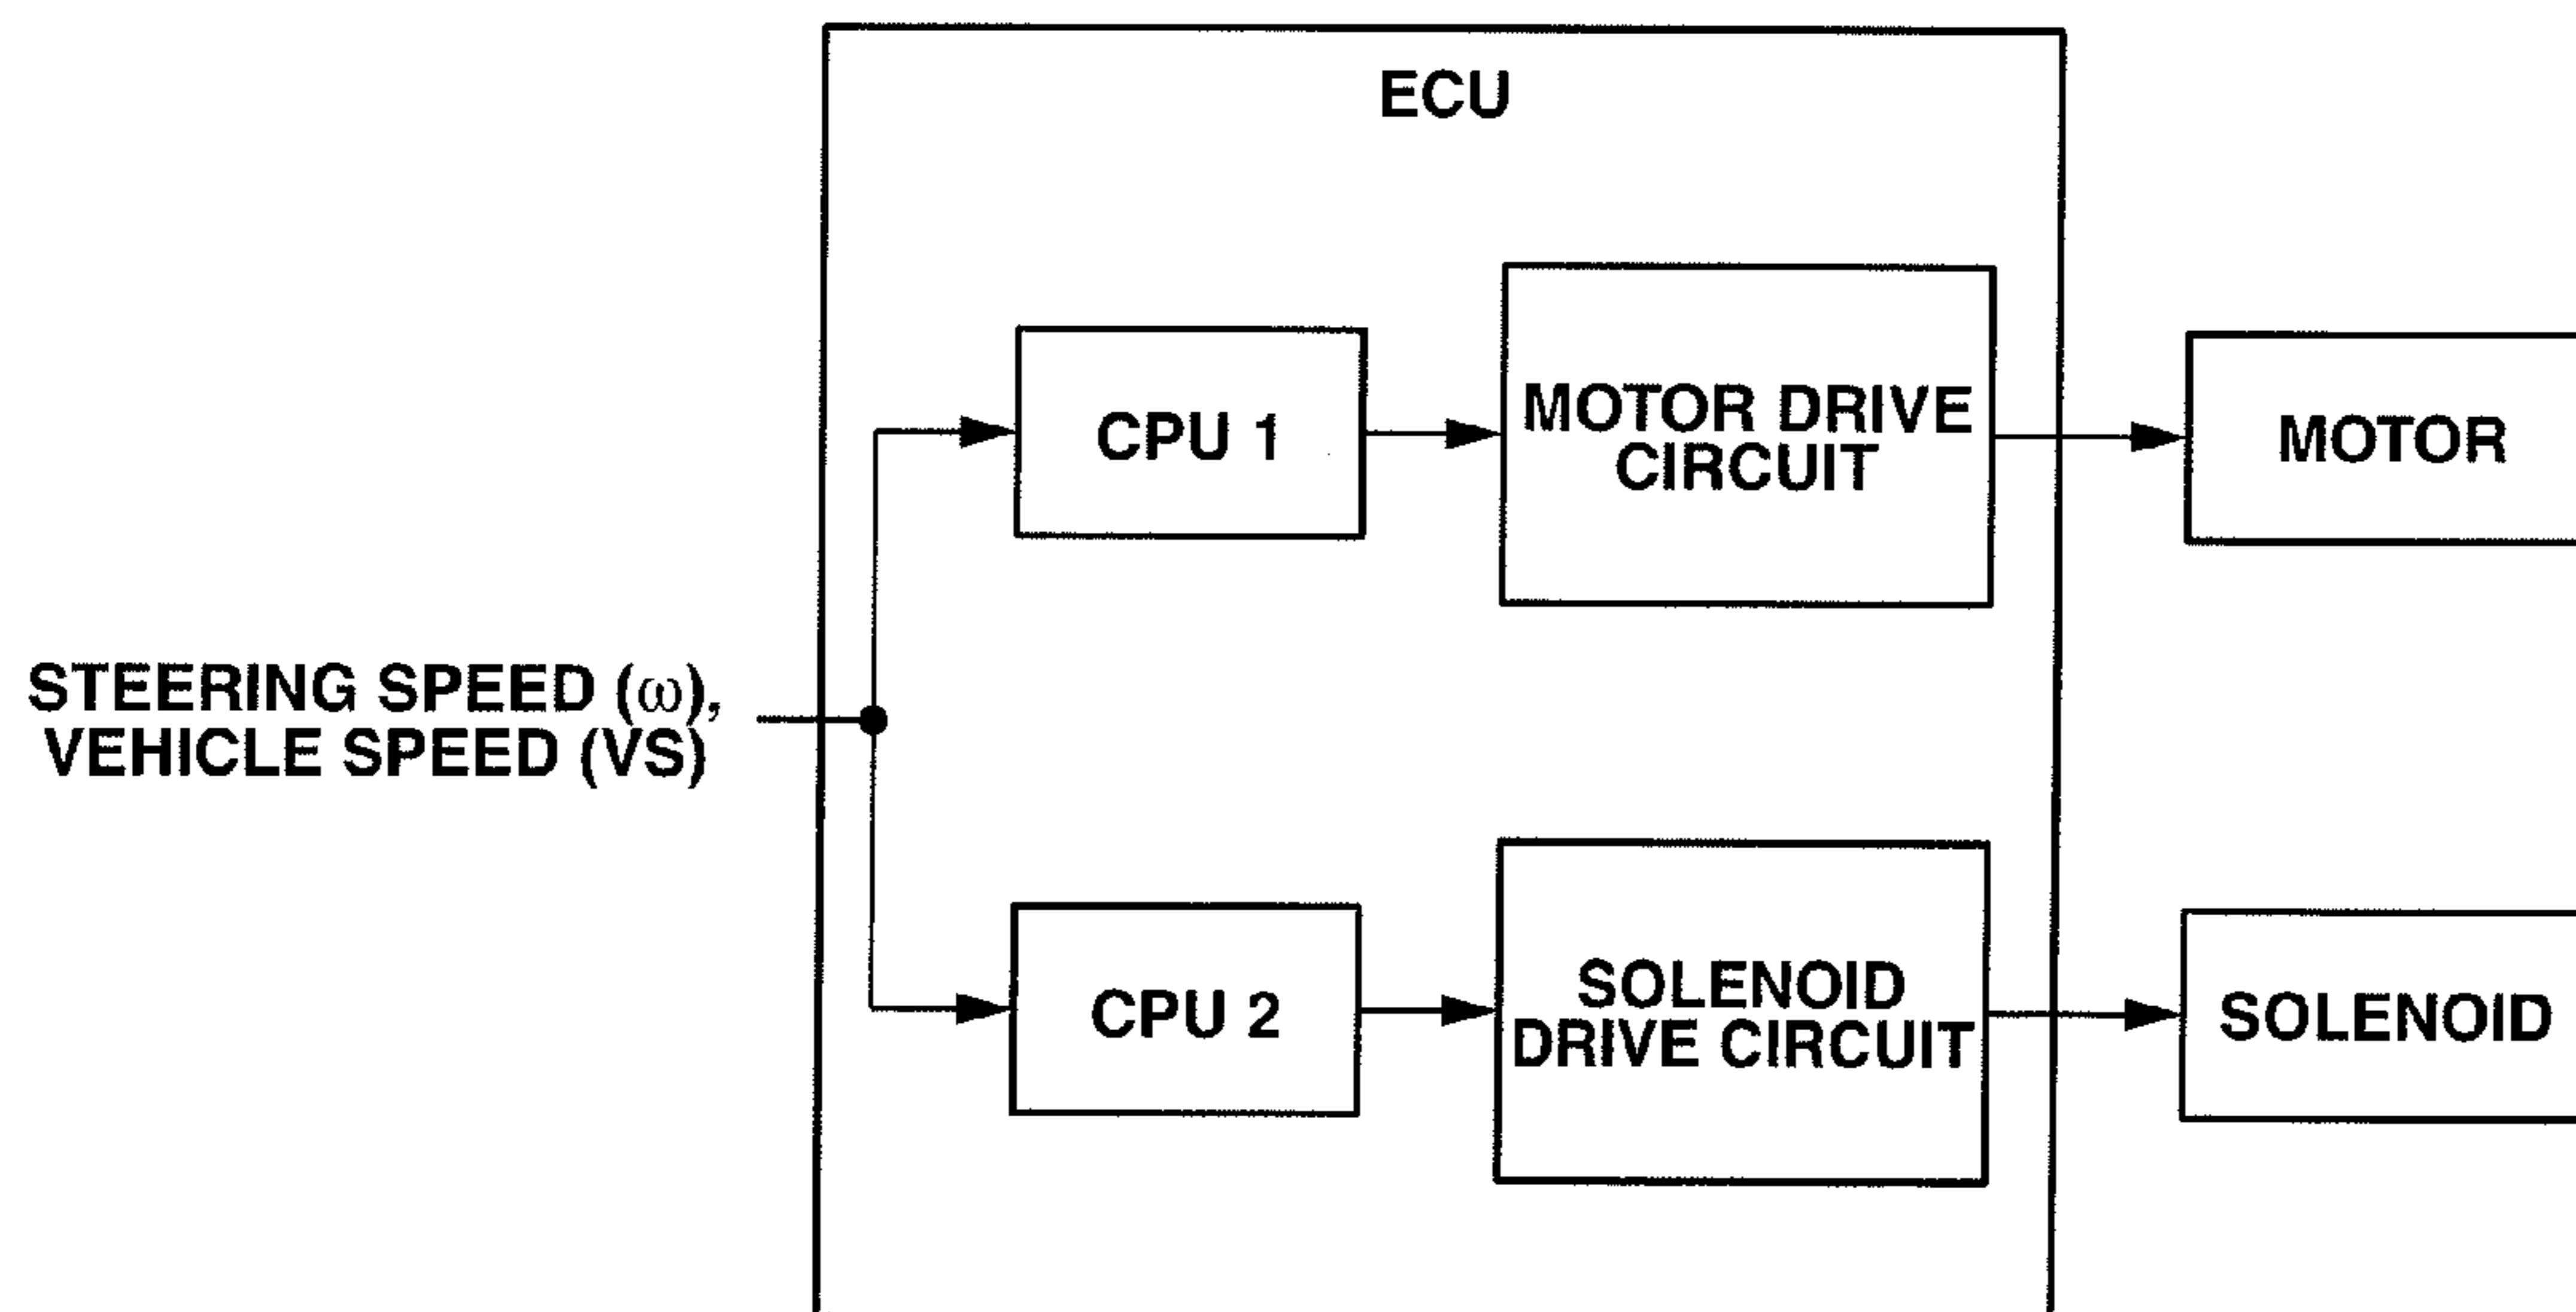 ECU
CPU 1
MOTOR DRIVE
CIRCUIT
MOTOR
STEERING SPEED (ω),
VEHICLE SPEED (VS)
CPU 2
SOLENOID
DRIVE CIRCUIT
SOLENOID